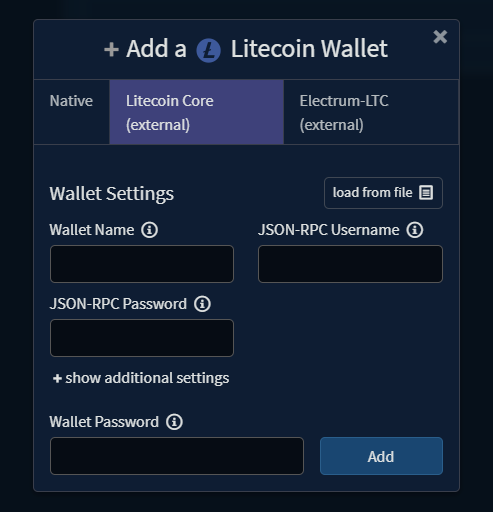 + Add a Litecoin Wallet
Native
Litecoin Core
(external)
Electrum-LTC
(external)
Wallet Settings
load from file
Wallet Name
JSON-RPC Username
JSON-RPC Password
+ show additional settings
Wallet Password
Add